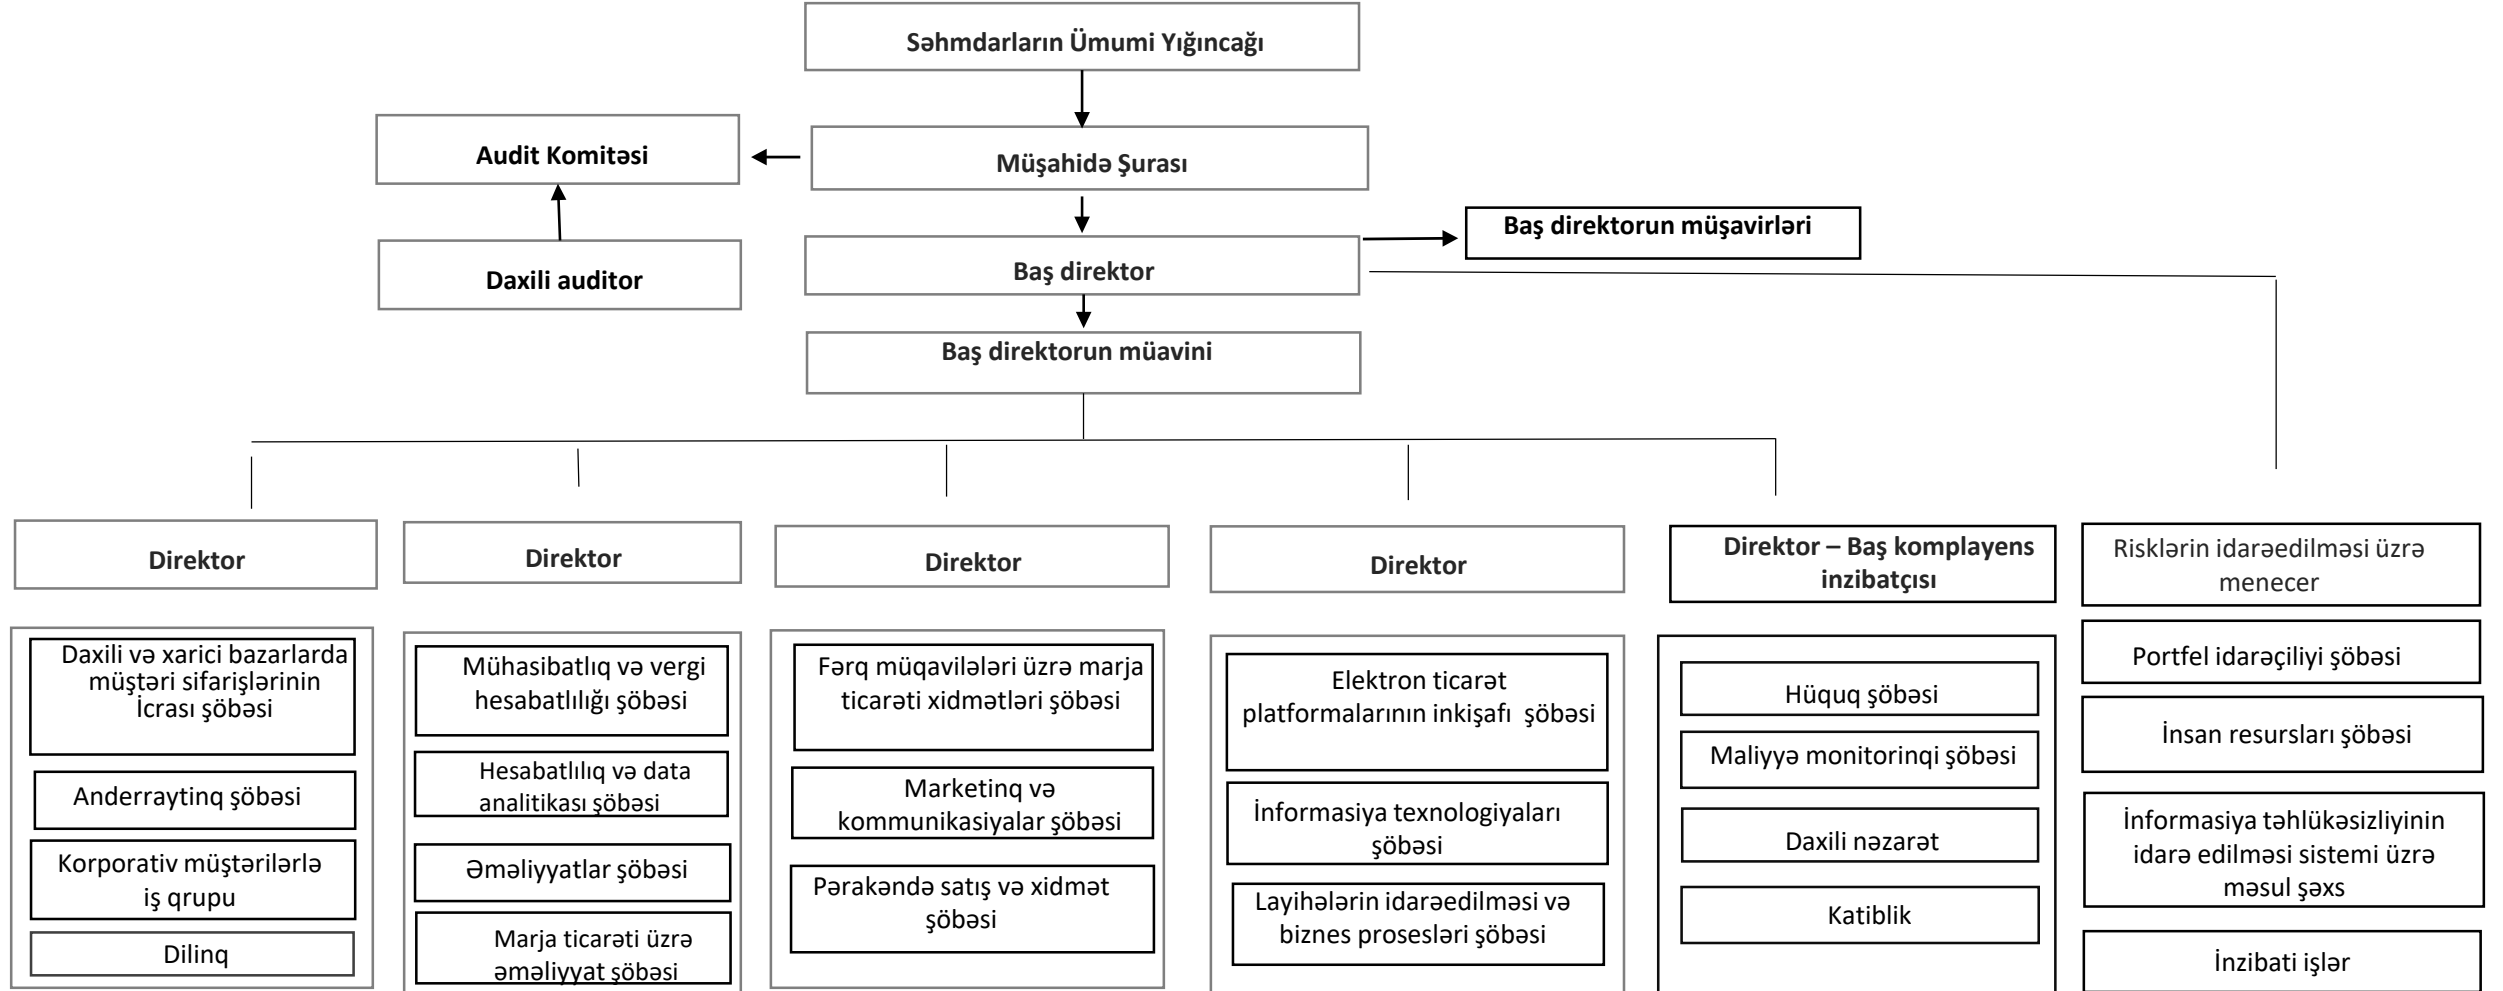 Səhmdarların Ümumi Yığıncağı
Audit Komitəsi
Müşahidə Şurası
Baş direktorun müşavirləri
Daxili auditor
Baş direktor
Baş direktorun müavini
Direktor
Direktor
Direktor
Direktor
Direktor – Baş komplayens
inzibatçısı
Risklərin idarəedilməsi üzrə
menecer
Daxili və xarici bazarlarda
müştəri sifarişlərinin
İcrası şöbəsi
Anderraytinq şöbəsi
Korporativ müştərilərlə
iş qrupu
Dilinq
Mühasibatlıq və vergi
hesabatlılığı şöbəsi
Hesabatlılıq və data
analitikası şöbəsi
Əməliyyatlar şöbəsi
Marja ticarəti üzrə
əməliyyat şöbəsi
Fərq müqavilələri üzrə marja
ticarəti xidmətləri şöbəsi
Marketinq və
kommunikasiyalar şöbəsi
Pərakəndə satış və xidmət
şöbəsi
Elektron ticarət
platformalarının inkişafı şöbəsi
İnformasiya texnologiyaları
şöbəsi
Layihələrin idarəedilməsi və
biznes prosesləri şöbəsi
Hüquq şöbəsi
Maliyyə monitorinqi şöbəsi
Daxili nəzarət
Katiblik
Portfel idarəçiliyi şöbəsi
İnsan resursları şöbəsi
İnformasiya təhlükəsizliyinin
idarə edilməsi sistemi üzrə
məsul şəxs
İnzibati işlər